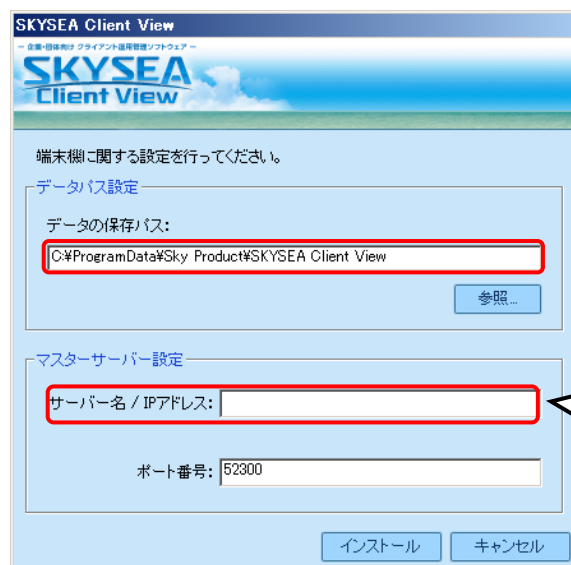 SKYSEA Client View
- 企業・団体向け クライアント運用管理ソフトウェア -
SKYSEA
Client View
端末機に関する設定を行ってください。
データパス設定
データの保存パス:
C:¥ProgramData¥Sky Product¥SKYSEA Client View
参照...
マスターサーバー設定
サーバー名 / IPアドレス:
ポート番号: 52300
インストール キャンセル